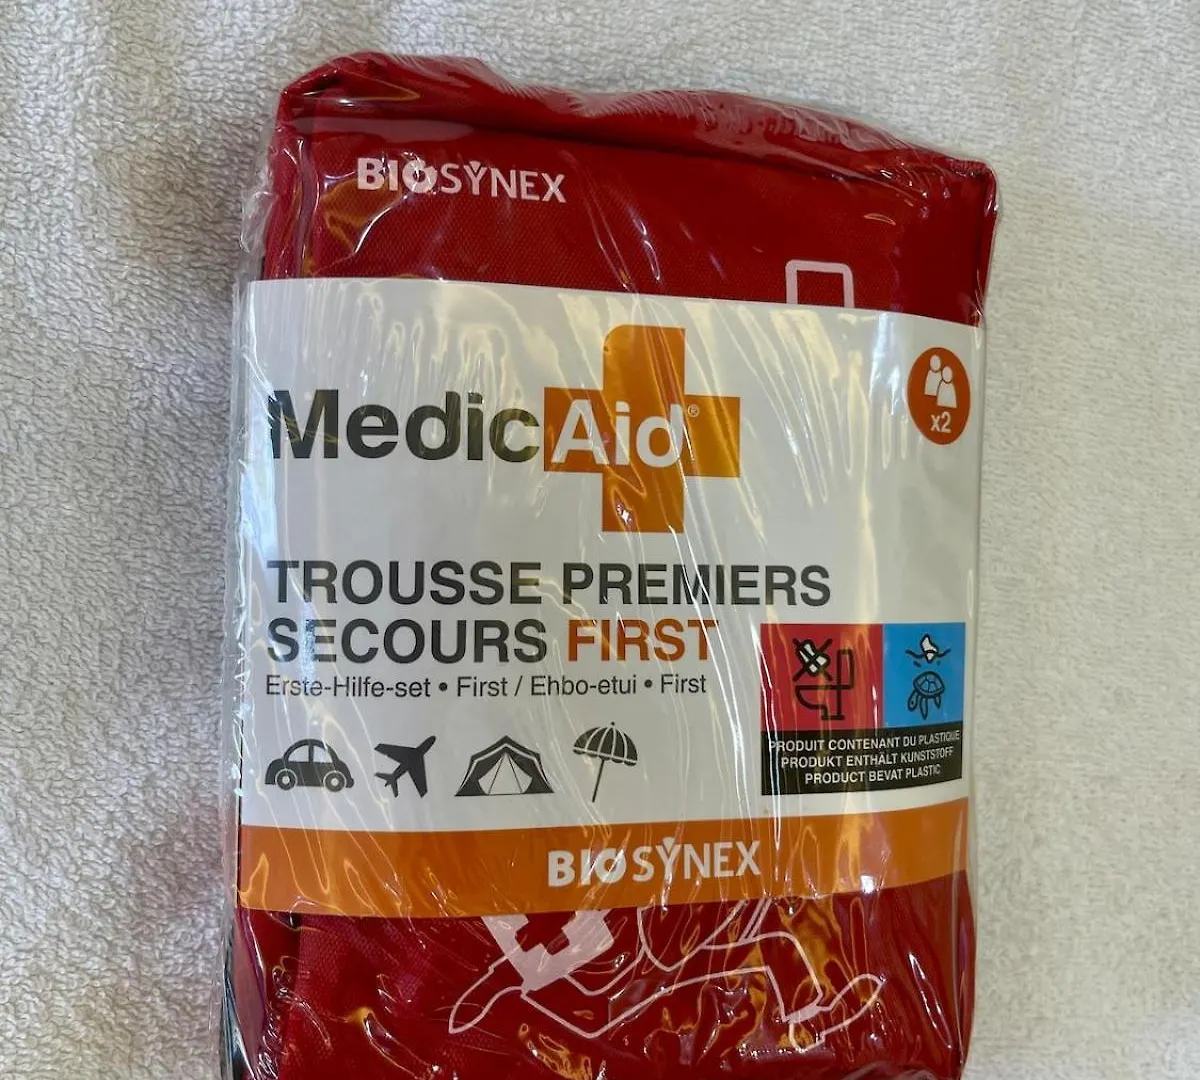 BIOSYNEX
MedicAid®
x2
TROUSSE PREMIERS
SECOURS FIRST
Erste-Hilfe-set • First / Ehbo-etui • First
PRODUIT CONTENANT DU PLASTIQUE
PRODUKT ENTHÄLT KUNSTSTOFF
PRODUCT BEVAT PLASTIC
BIOSYNEX